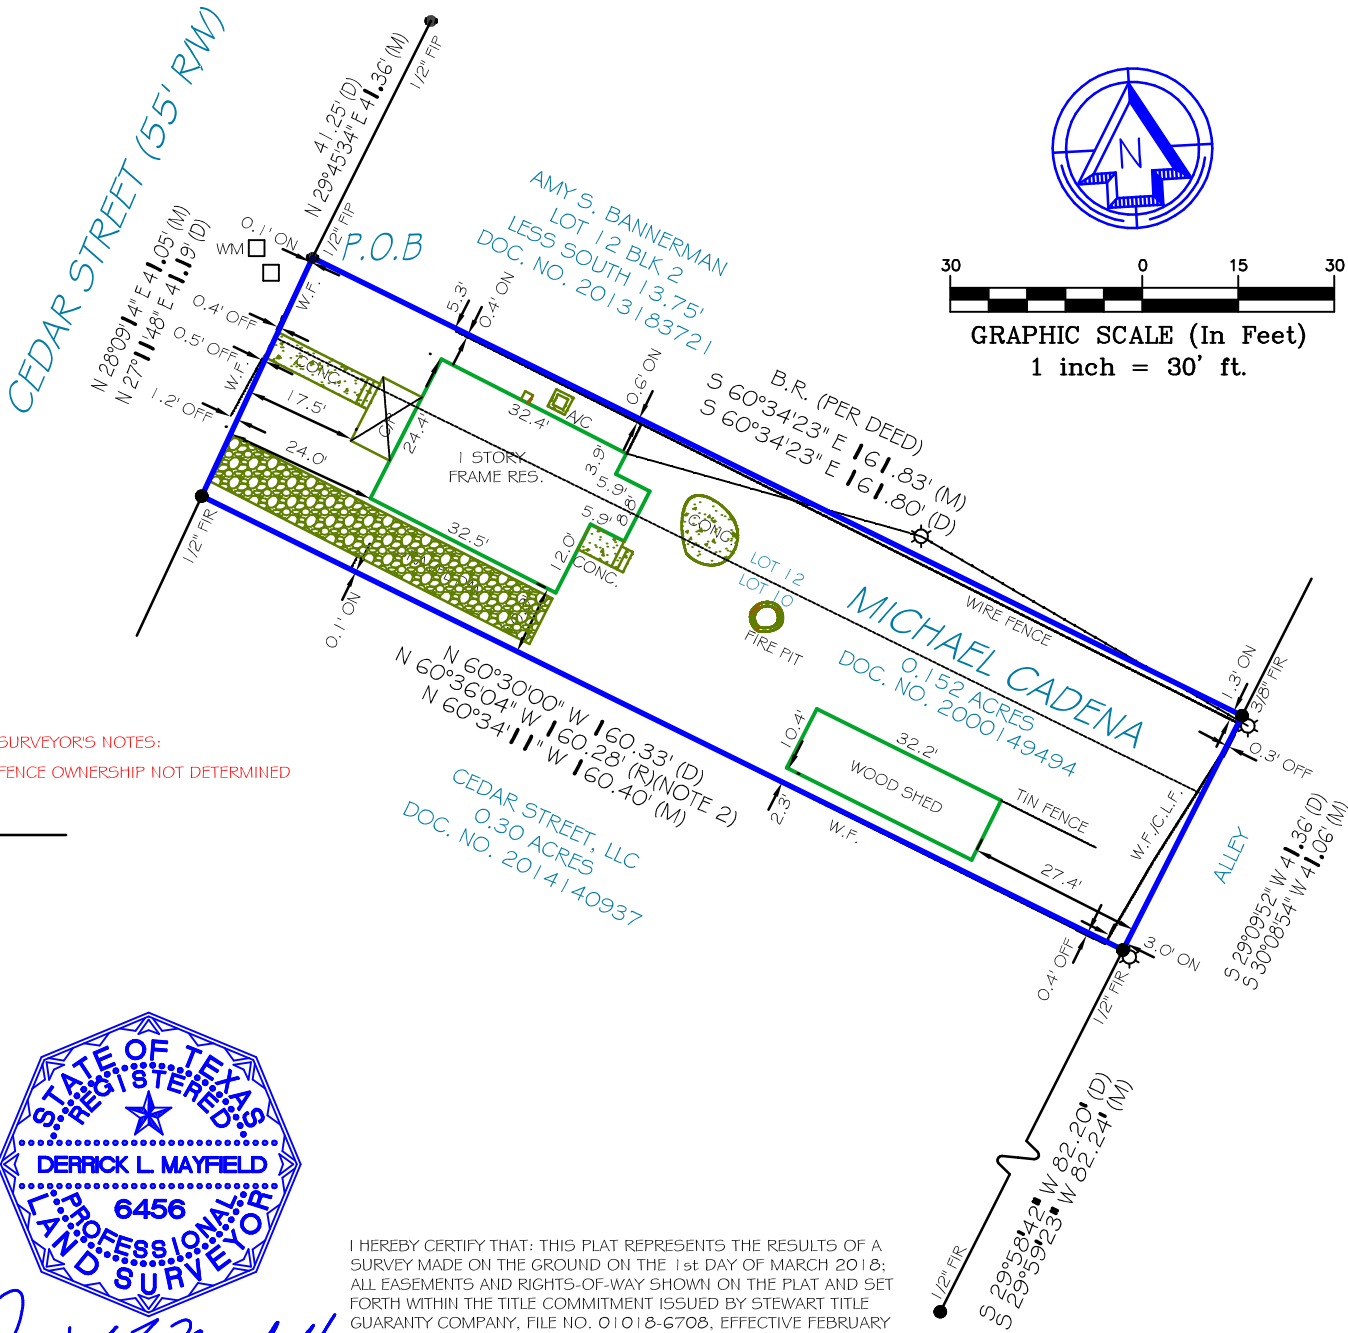 CEDAR STREET (55' R/W)
41.25' (D)
N 29°45'34" E 41.36' (M)
1/2" FIP
1/2" FIP
N 28°09'14" E 41.05' (M)
N 27°11'48" E 41.19' (D)
WM
0.1' ON
P.O.B
0.4' OFF
0.5' OFF
1.2' OFF
W.F.
W.F.
AMY S. BANNERMAN
LOT 12 BLK 2
LESS SOUTH 13.75'
DOC. NO. 2013183721
N
30 0 15 30
GRAPHIC SCALE (In Feet)
1 inch = 30' ft.
5.3'
0.4' ON
0.6' ON
B.R. (PER DEED)
S 60°34'23" E 161.83' (M)
S 60°34'23" E 161.80' (D)
CONC.
17.5'
24.0'
24.4'
32.4'
A/C
1 STORY
FRAME RES.
3.9'
5.9'
8.8'
5.9'
12.0'
32.5'
CONC.
CONC.
LOT 12
LOT 10
FIRE PIT
WIRE FENCE
MICHAEL CADENA
0.152 ACRES
DOC. NO. 2000149494
1/2" FIR
0.1' ON
N 60°30'00" W 160.33' (D)
N 60°36'04" W 160.28' (R)(NOTE 2)
N 60°34'11" W 160.40' (M)
10.4'
32.2'
WOOD SHED
TIN FENCE
2.3'
W.F.
27.4'
W.F./C.L.F.
1.3' ON
3/8" FIR
0.3' OFF
ALLEY
S 29°09'52" W 41.36' (D)
S 30°08'54" W 41.06' (M)
0.4' OFF
3.0' ON
1/2" FIR
SURVEYOR'S NOTES:
FENCE OWNERSHIP NOT DETERMINED
CEDAR STREET, LLC
0.30 ACRES
DOC. NO. 2014140937
S 29°58'42" W 82.20' (D)
S 29°59'23" W 82.24' (M)
1/2" FIR
STATE OF TEXAS
REGISTERED
DERRICK L. MAYFIELD
6456
PROFESSIONAL
LAND SURVEYOR
I HEREBY CERTIFY THAT: THIS PLAT REPRESENTS THE RESULTS OF A
SURVEY MADE ON THE GROUND ON THE 1st DAY OF MARCH 2018;
ALL EASEMENTS AND RIGHTS-OF-WAY SHOWN ON THE PLAT AND SET
FORTH WITHIN THE TITLE COMMITMENT ISSUED BY STEWART TITLE
GUARANTY COMPANY, FILE NO. 01018-6708, EFFECTIVE FEBRUARY